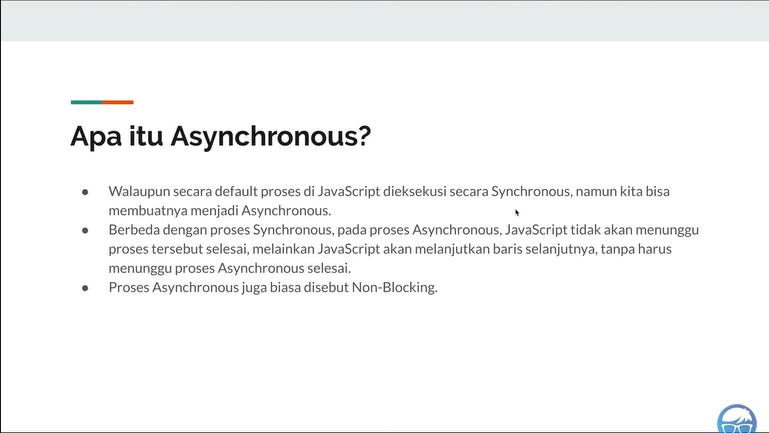 Apa itu Asynchronous?
● Walaupun secara default proses di JavaScript dieksekusi secara Synchronous, namun kita bisa
membuatnya menjadi Asynchronous.
● Berbeda dengan proses Synchronous, pada proses Asynchronous, JavaScript tidak akan menunggu
proses tersebut selesai, melainkan JavaScript akan melanjutkan baris selanjutnya, tanpa harus
menunggu proses Asynchronous selesai.
● Proses Asynchronous juga biasa disebut Non-Blocking.